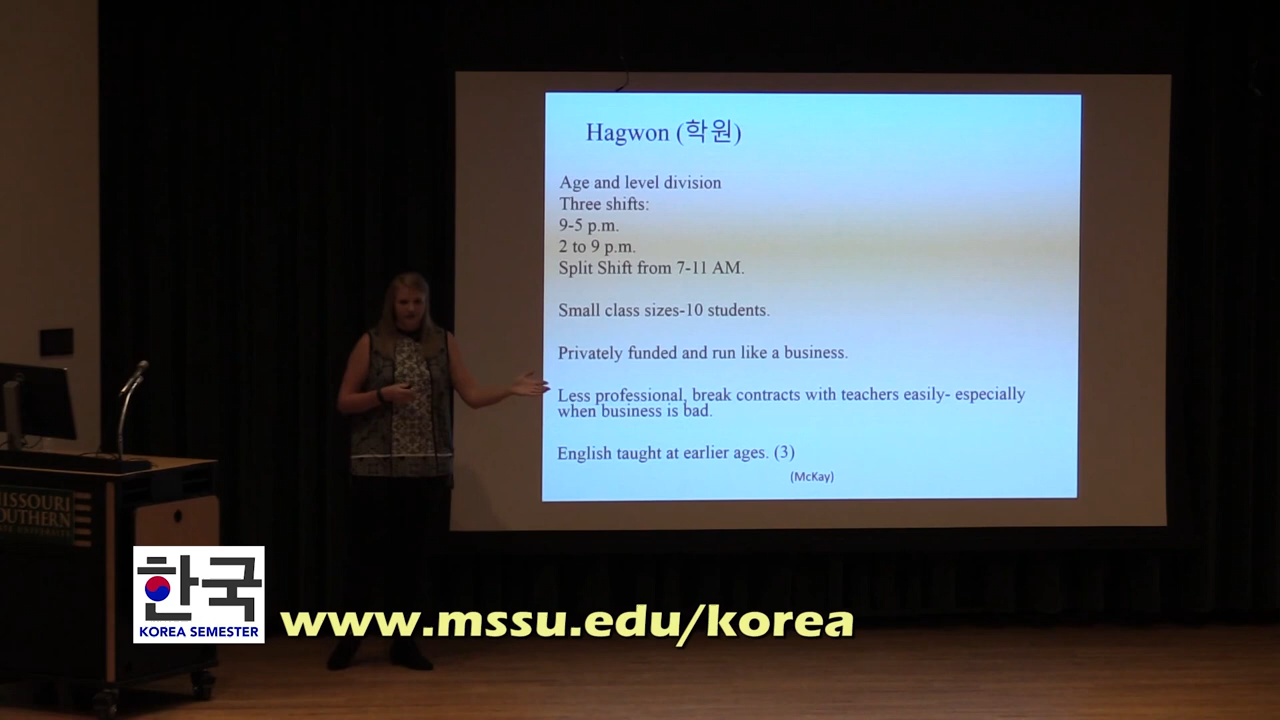 Hagwon (학원)
Age and level division
Three shifts:
9-5 p.m.
2 to 9 p.m.
Split Shift from 7-11 AM.
Small class sizes-10 students.
Privately funded and run like a business.
Less professional, break contracts with teachers easily- especially
when business is bad.
English taught at earlier ages. (3)
(McKay)
MISSOURI
SOUTHERN
한국
KOREA SEMESTER
www.mssu.edu/korea